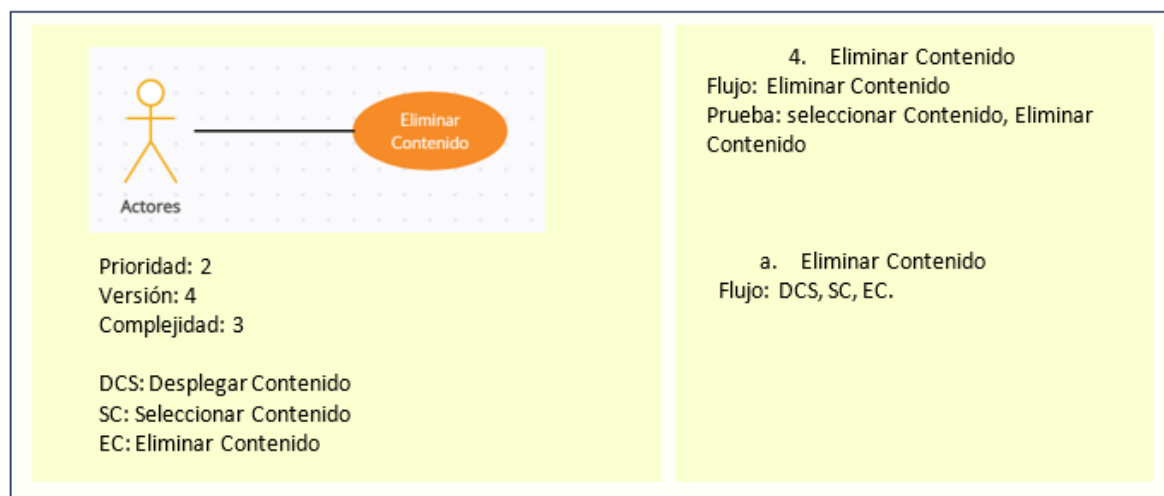 Eliminar
Contenido
Actores
Prioridad: 2
Versión: 4
Complejidad: 3
DCS: Desplegar Contenido
SC: Seleccionar Contenido
EC: Eliminar Contenido
4. Eliminar Contenido
Flujo: Eliminar Contenido
Prueba: seleccionar Contenido, Eliminar
Contenido
a. Eliminar Contenido
Flujo: DCS, SC, EC.